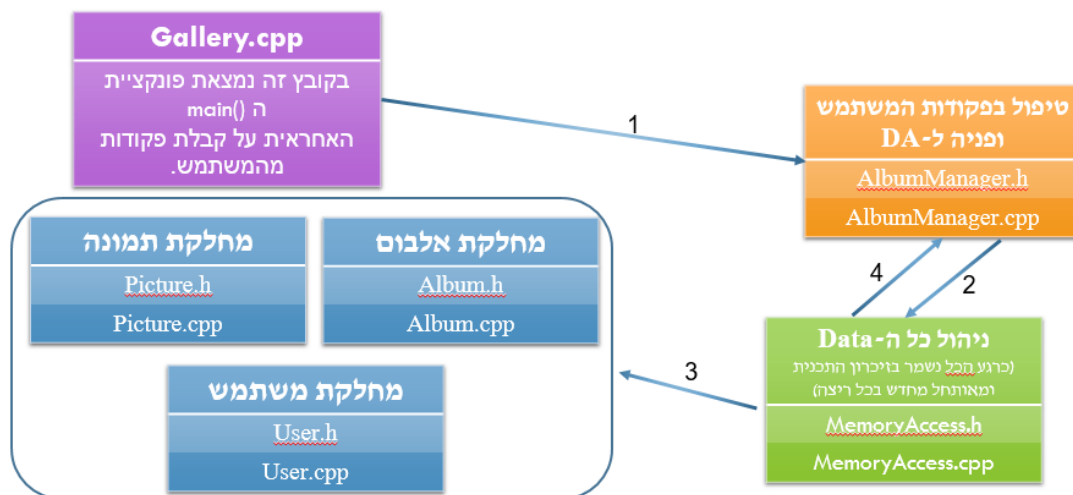 Gallery.cpp
בקובץ זה נמצאת פונקציית
ה main()
האחראית על קבלת פקודות
מהמשתמש.
1
טיפול בפקודות המשתמש
ופניה ל-DA
AlbumManager.h
AlbumManager.cpp
מחלקת תמונה
Picture.h
Picture.cpp
מחלקת אלבום
Album.h
Album.cpp
4
2
ניהול כל ה-Data
(כרגע הכל נשמר בזיכרון התכנית
ומאותחל מחדש בכל ריצה)
MemoryAccess.h
MemoryAccess.cpp
3
מחלקת משתמש
User.h
User.cpp